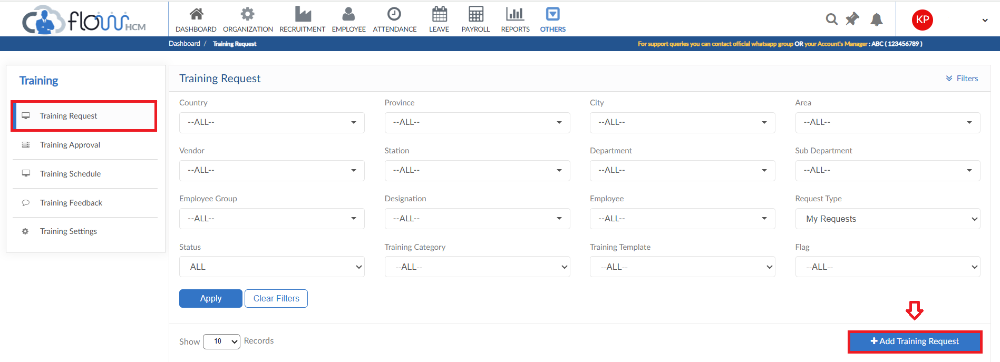 flowHCM
DASHBOARD ORGANIZATION RECRUITMENT EMPLOYEE ATTENDANCE LEAVE PAYROLL REPORTS OTHERS
KP
Dashboard / Training Request
For support queries you can contact official whatsapp group OR your Account's Manager : ABC ( 123456789 )
Training
Training Request
Training Approval
Training Schedule
Training Feedback
Training Settings
Training Request
Filters
Country Province City Area
--ALL-- --ALL-- --ALL-- --ALL--
Vendor Station Department Sub Department
--ALL-- --ALL-- --ALL-- --ALL--
Employee Group Designation Employee Request Type
--ALL-- --ALL-- --ALL-- My Requests
Status Training Category Training Template Flag
ALL --ALL-- --ALL-- --ALL--
Apply Clear Filters
Show 10 Records
+ Add Training Request